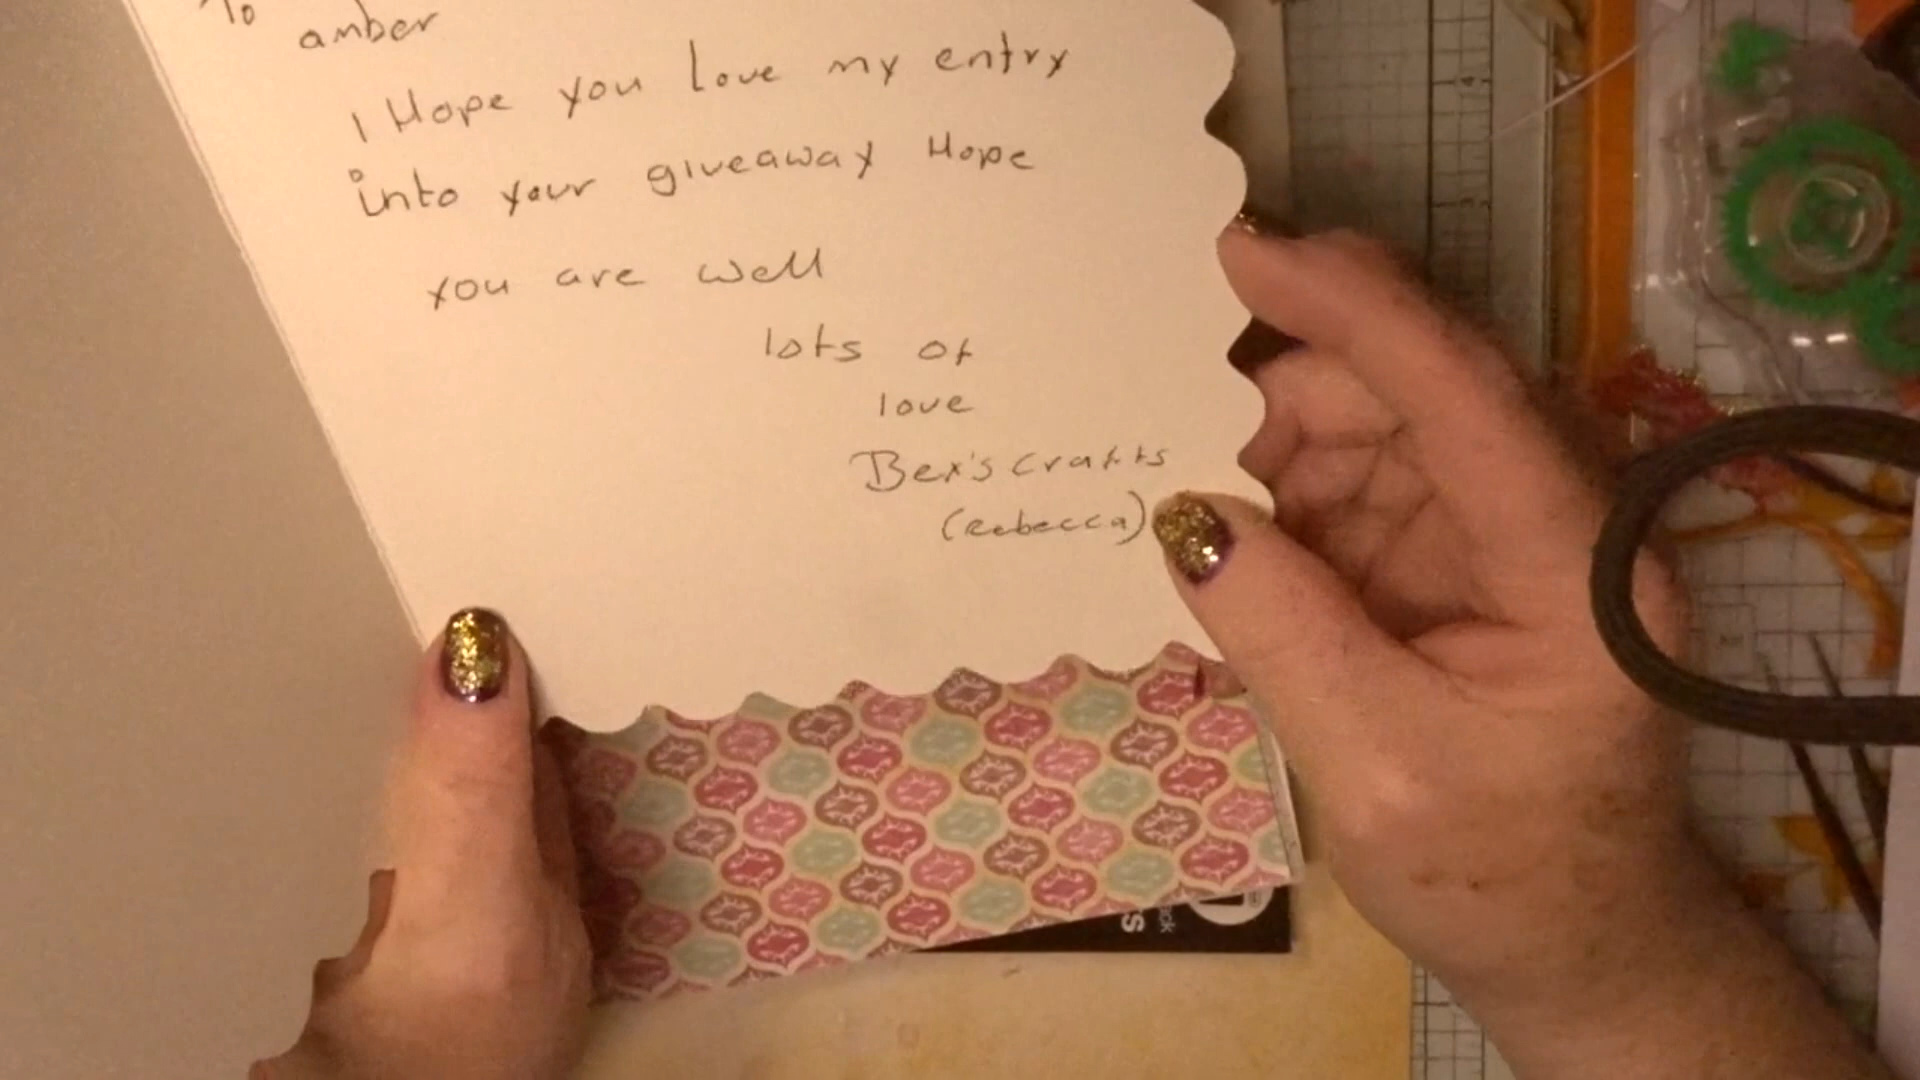 To
amber
I Hope you Love my entry
into your giveaway Hope
you are well
lots of
love
Bex's crafts
(Rebecca)